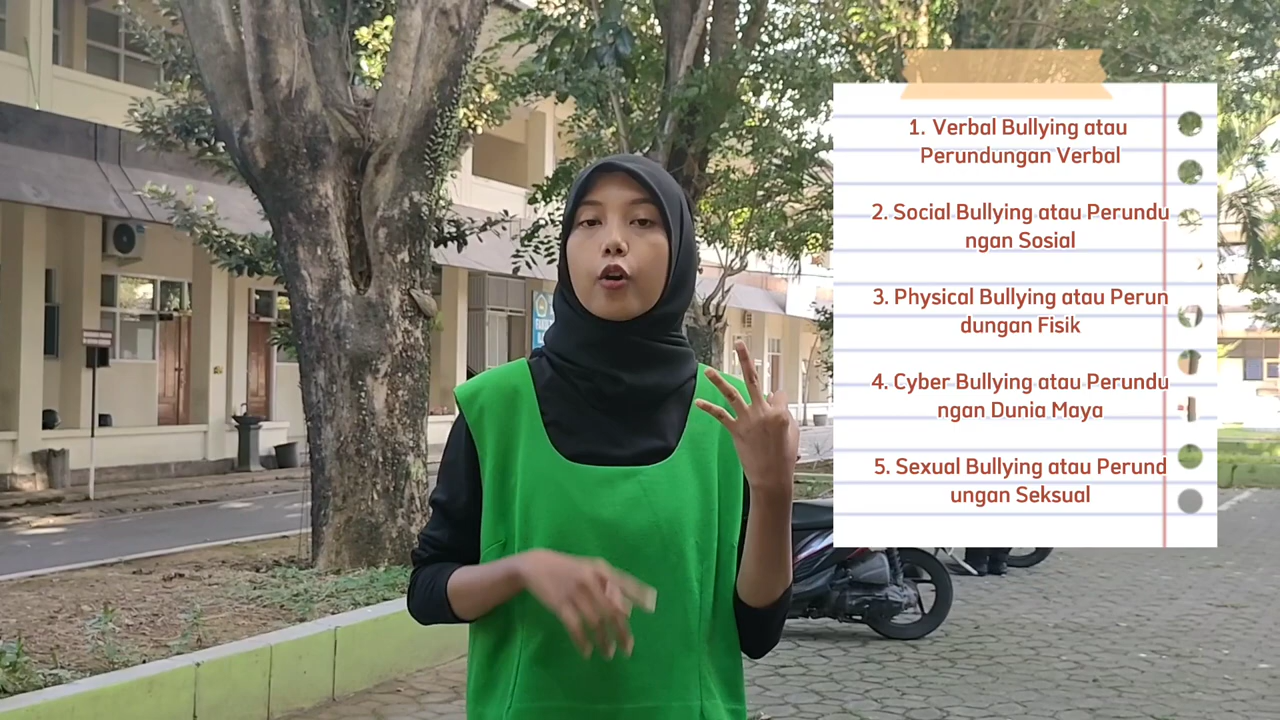 1. Verbal Bullying atau
Perundungan Verbal
2. Social Bullying atau Perundu
ngan Sosial
3. Physical Bullying atau Perun
dungan Fisik
4. Cyber Bullying atau Perundu
ngan Dunia Maya
5. Sexual Bullying atau Perund
ungan Seksual